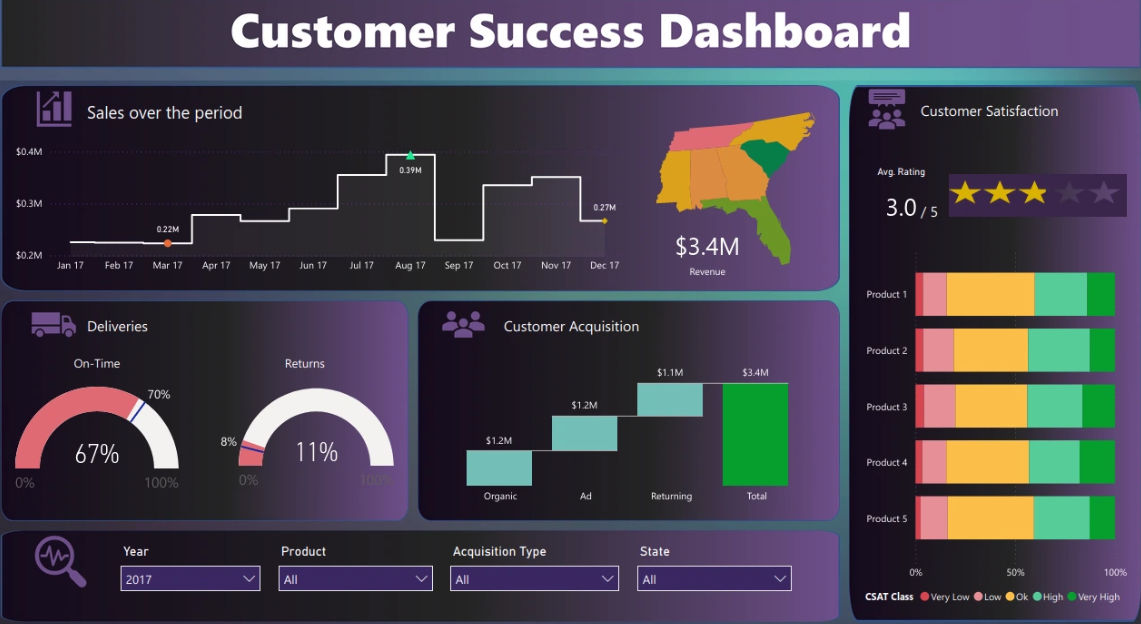 Customer Success Dashboard
Sales over the period
$0.4M
$0.3M
$0.2M
0.22M
0.39M
0.27M
Jan 17 Feb 17 Mar 17 Apr 17 May 17 Jun 17 Jul 17 Aug 17 Sep 17 Oct 17 Nov 17 Dec 17
$3.4M
Revenue
Customer Satisfaction
Avg. Rating
3.0 / 5
Product 1
Product 2
Product 3
Product 4
Product 5
0% 50% 100%
CSAT Class Very Low Low Ok High Very High
Deliveries
On-Time
70%
67%
0% 100%
Returns
8%
11%
0% 100%
Customer Acquisition
$1.2M $1.2M $1.1M $3.4M
Organic Ad Returning Total
Year Product Acquisition Type State
2017 All All All